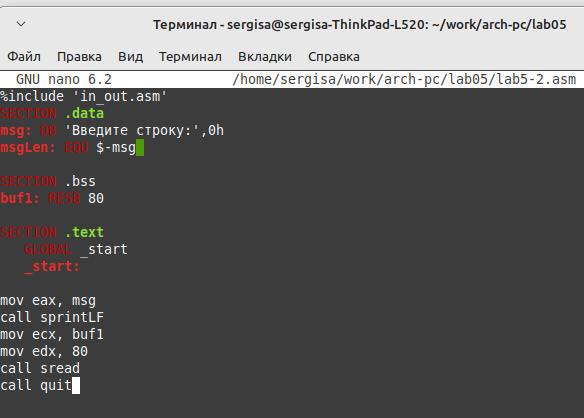 Терминал - sergisa@sergisa-ThinkPad-L520: ~/work/arch-pc/lab05
Файл Правка Вид Терминал Вкладки Справка
GNU nano 6.2 /home/sergisa/work/arch-pc/lab05/lab5-2.asm
%include 'in_out.asm'
SECTION .data
msg: DB 'Введите строку:',0h
msgLen: EQU $-msg
SECTION .bss
buf1: RESB 80
SECTION .text
GLOBAL _start
_start:
mov eax, msg
call sprintLF
mov ecx, buf1
mov edx, 80
call sread
call quit